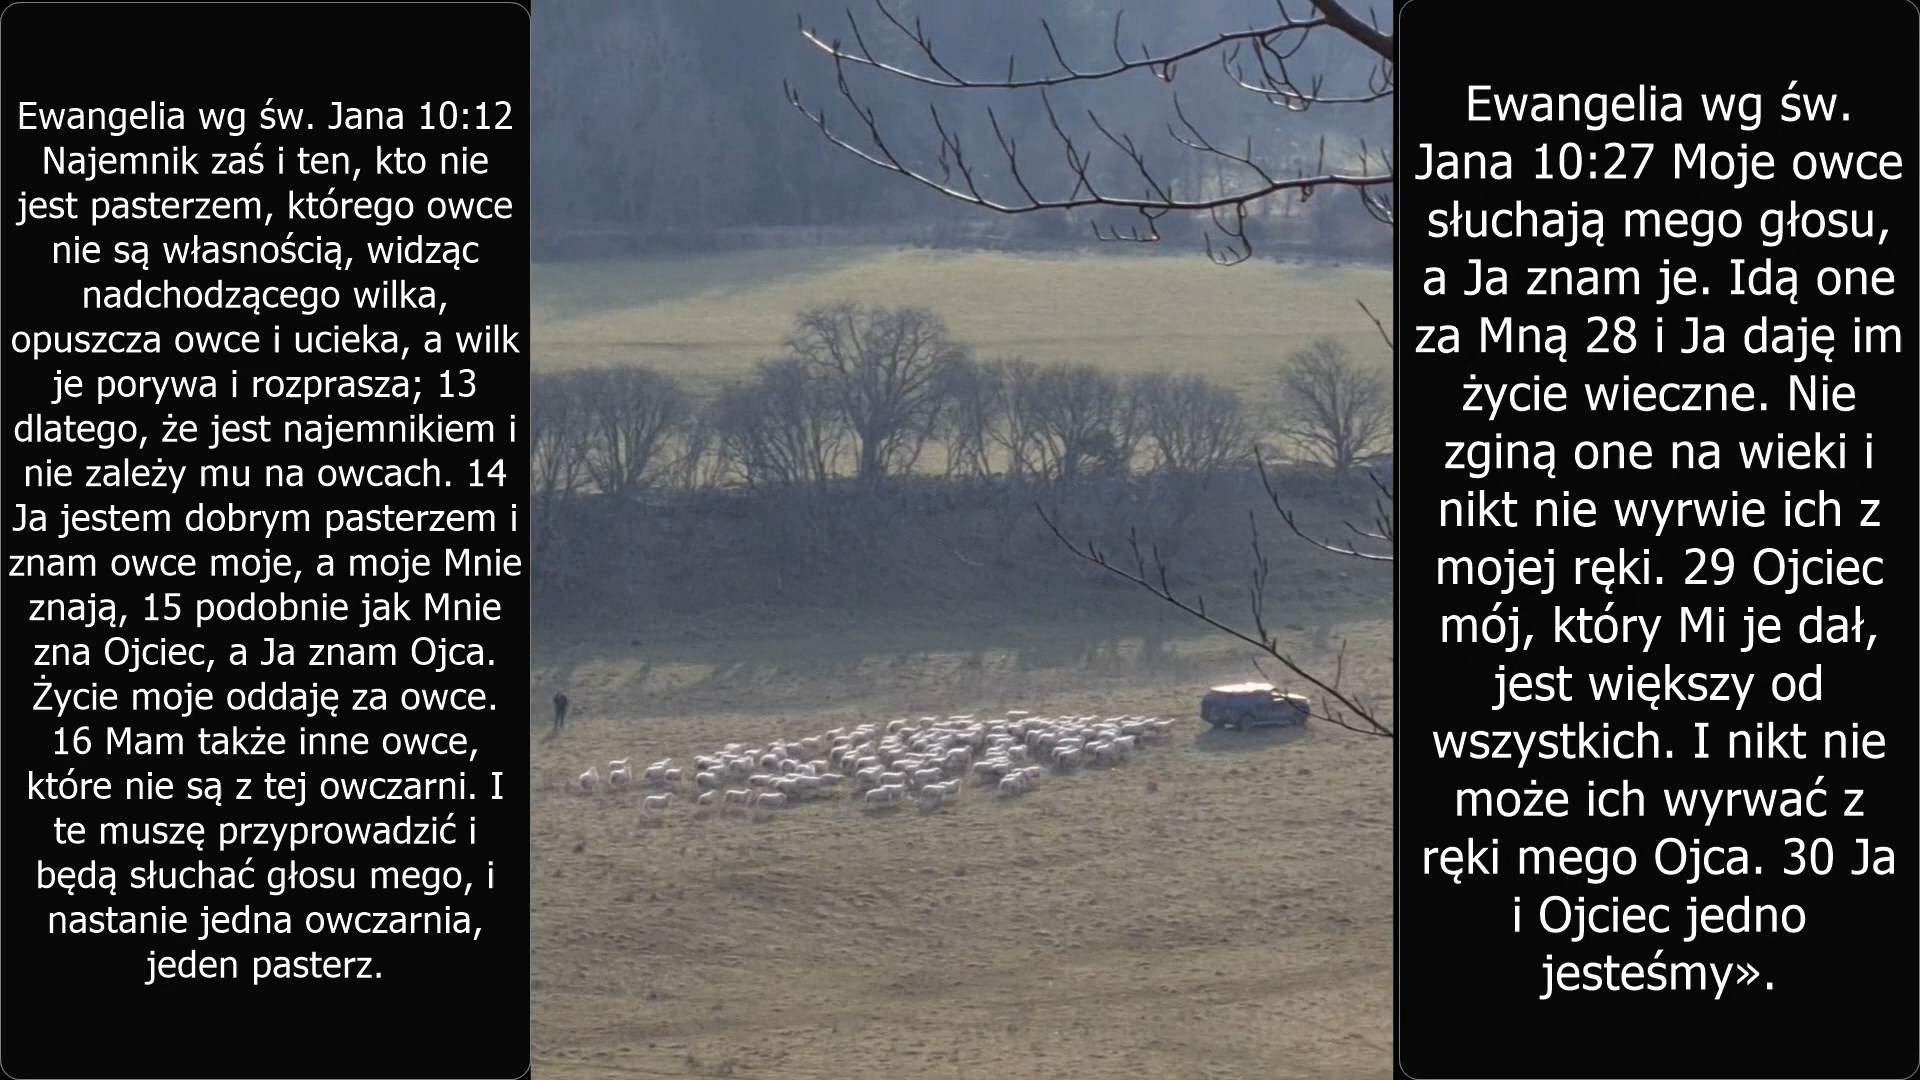 Ewangelia wg św. Jana 10:12
Najemnik zaś i ten, kto nie
jest pasterzem, którego owce
nie są własnością, widząc
nadchodzącego wilka,
opuszcza owce i ucieka, a wilk
je porywa i rozprasza; 13
dlatego, że jest najemnikiem i
nie zależy mu na owcach. 14
Ja jestem dobrym pasterzem i
znam owce moje, a moje Mnie
znają, 15 podobnie jak Mnie
zna Ojciec, a Ja znam Ojca.
Życie moje oddaję za owce.
16 Mam także inne owce,
które nie są z tej owczarni. I
te muszę przyprowadzić i
będą słuchać głosu mego, i
nastanie jedna owczarnia,
jeden pasterz.
Ewangelia wg św.
Jana 10:27 Moje owce
słuchają mego głosu,
a Ja znam je. Idą one
za Mną 28 i Ja daję im
życie wieczne. Nie
zginą one na wieki i
nikt nie wyrwie ich z
mojej ręki. 29 Ojciec
mój, który Mi je dał,
jest większy od
wszystkich. I nikt nie
może ich wyrwać z
ręki mego Ojca. 30 Ja
i Ojciec jedno
jesteśmy».